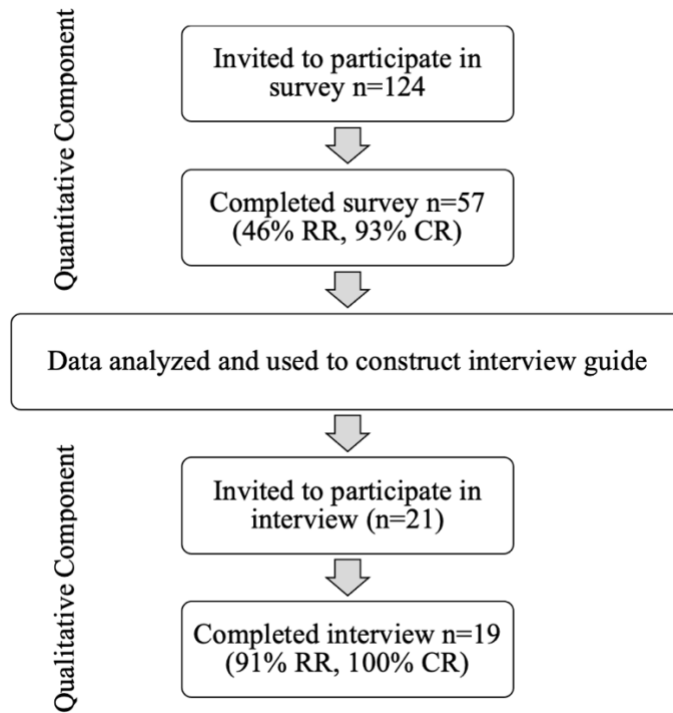 Quantitative Component
Invited to participate in
survey n=124
Completed survey n=57
(46% RR, 93% CR)
Data analyzed and used to construct interview guide
Qualitative Component
Invited to participate in
interview (n=21)
Completed interview n=19
(91% RR, 100% CR)